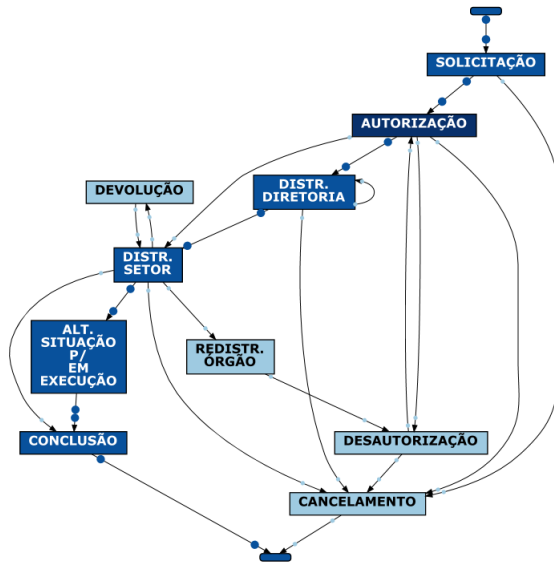 SOLICITAÇÃO
AUTORIZAÇÃO
DEVOLUÇÃO
DISTR.
DIRETORIA
DISTR.
SETOR
ALT.
SITUAÇÃO
P/
EM
EXECUÇÃO
REDISTR.
ÓRGÃO
CONCLUSÃO
DESAUTORIZAÇÃO
CANCELAMENTO